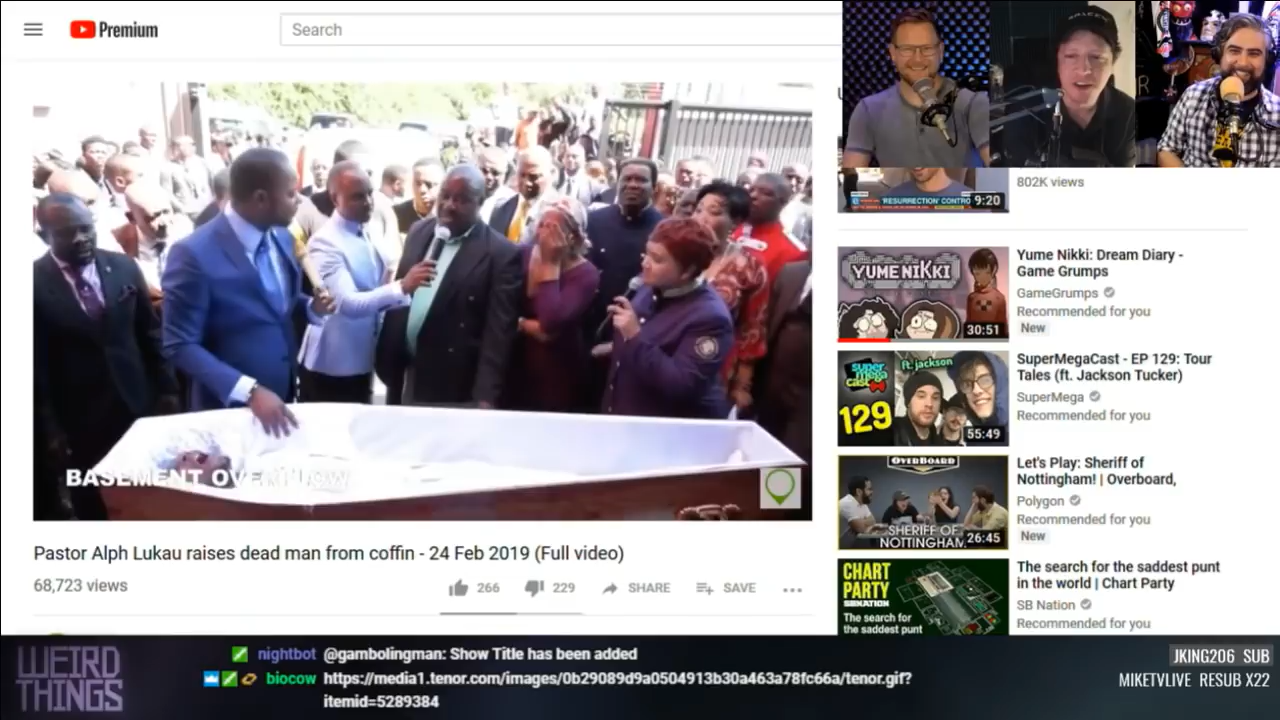 Premium
Search
BASEMENT OVERFLOW
Pastor Alph Lukau raises dead man from coffin - 24 Feb 2019 (Full video)
68,723 views
266
229
SHARE
SAVE
'RESURRECTION' CONTRO
9:20
802K views
YUME NIKKI
30:51
Yume Nikki: Dream Diary -
Game Grumps
GameGrumps
Recommended for you
New
super
mega
cast
ft. jackson
129
55:49
SuperMegaCast - EP 129: Tour
Tales (ft. Jackson Tucker)
SuperMega
Recommended for you
OVERBOARD
SHERIFF OF
NOTTINGHAM
26:45
Let's Play: Sheriff of
Nottingham! | Overboard,
Polygon
Recommended for you
New
CHART
PARTY
SBNATION
The search for
the saddest punt
The search for the saddest punt
in the world | Chart Party
SB Nation
Recommended for you
WEIRD
THINGS
nightbot @gambolingman: Show Title has been added
biocow https://media1.tenor.com/images/0b29089d9a0504913b30a463a78fc66a/tenor.gif?
itemid=5289384
JKING206 SUB
MIKETVLIVE RESUB X22